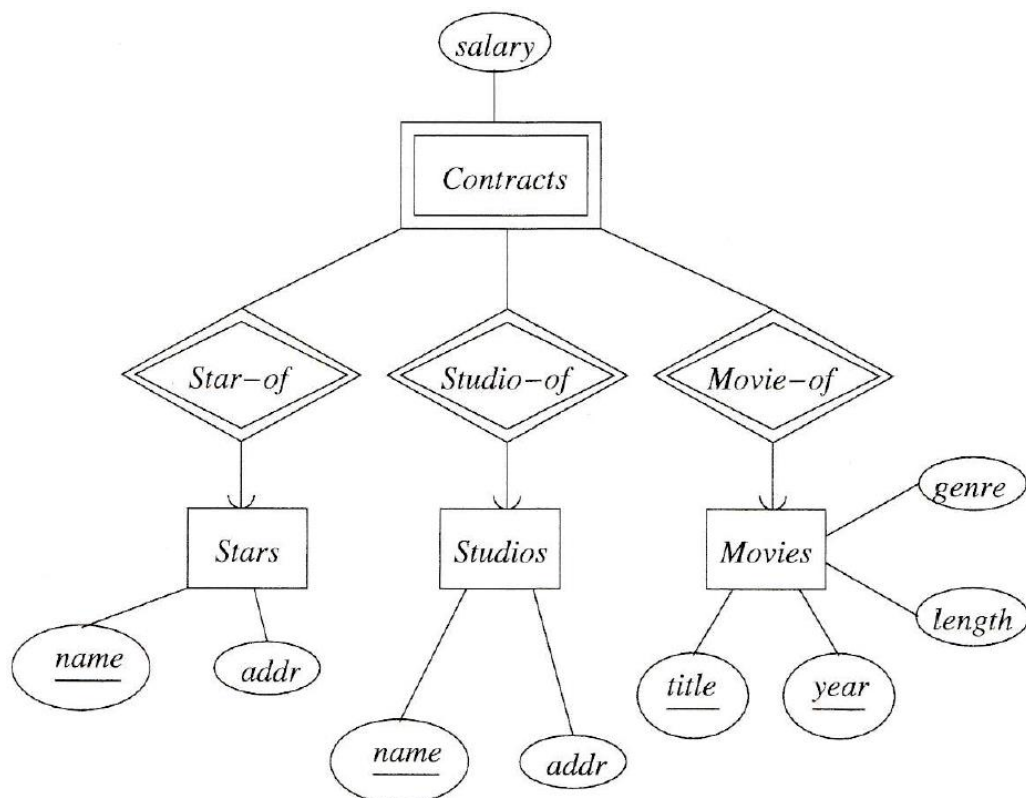 salary
Contracts
Star-of
Studio-of
Movie-of
Stars
Studios
Movies
genre
length
name
addr
name
addr
title
year